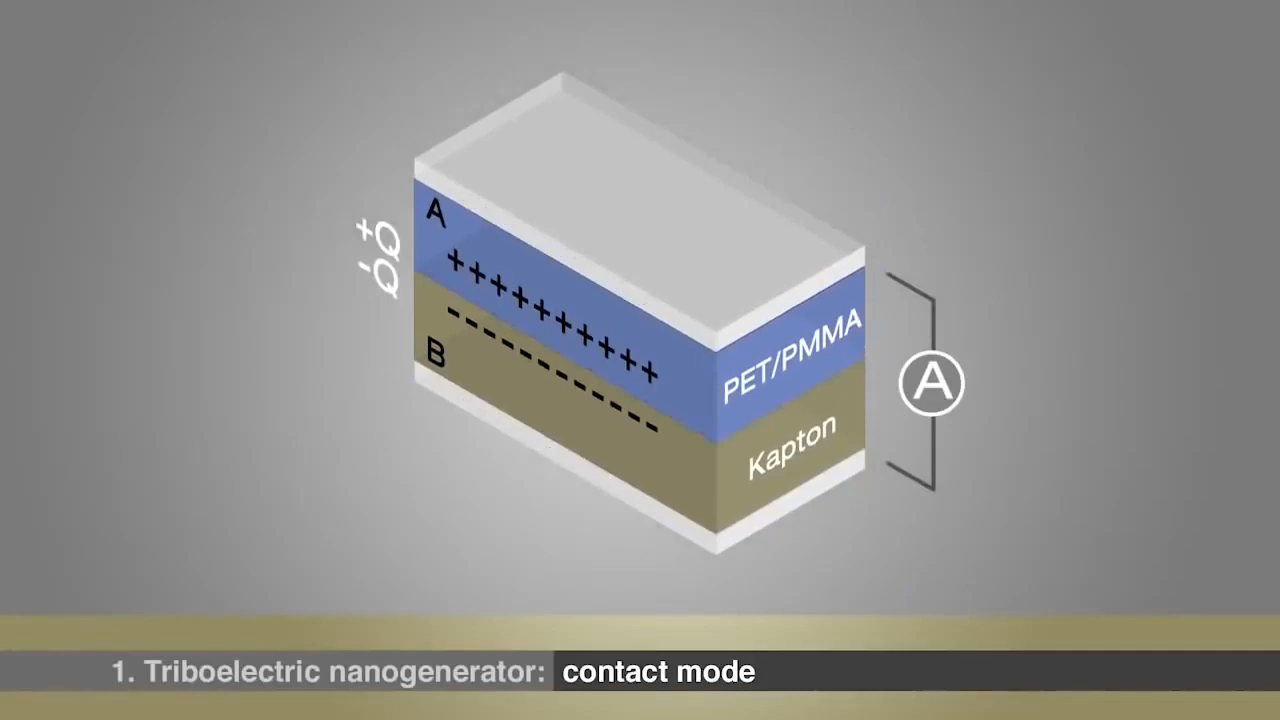 A
+++++++++++
----------
B
+Q
-Q
PET/PMMA
Kapton
A
1. Triboelectric nanogenerator: contact mode